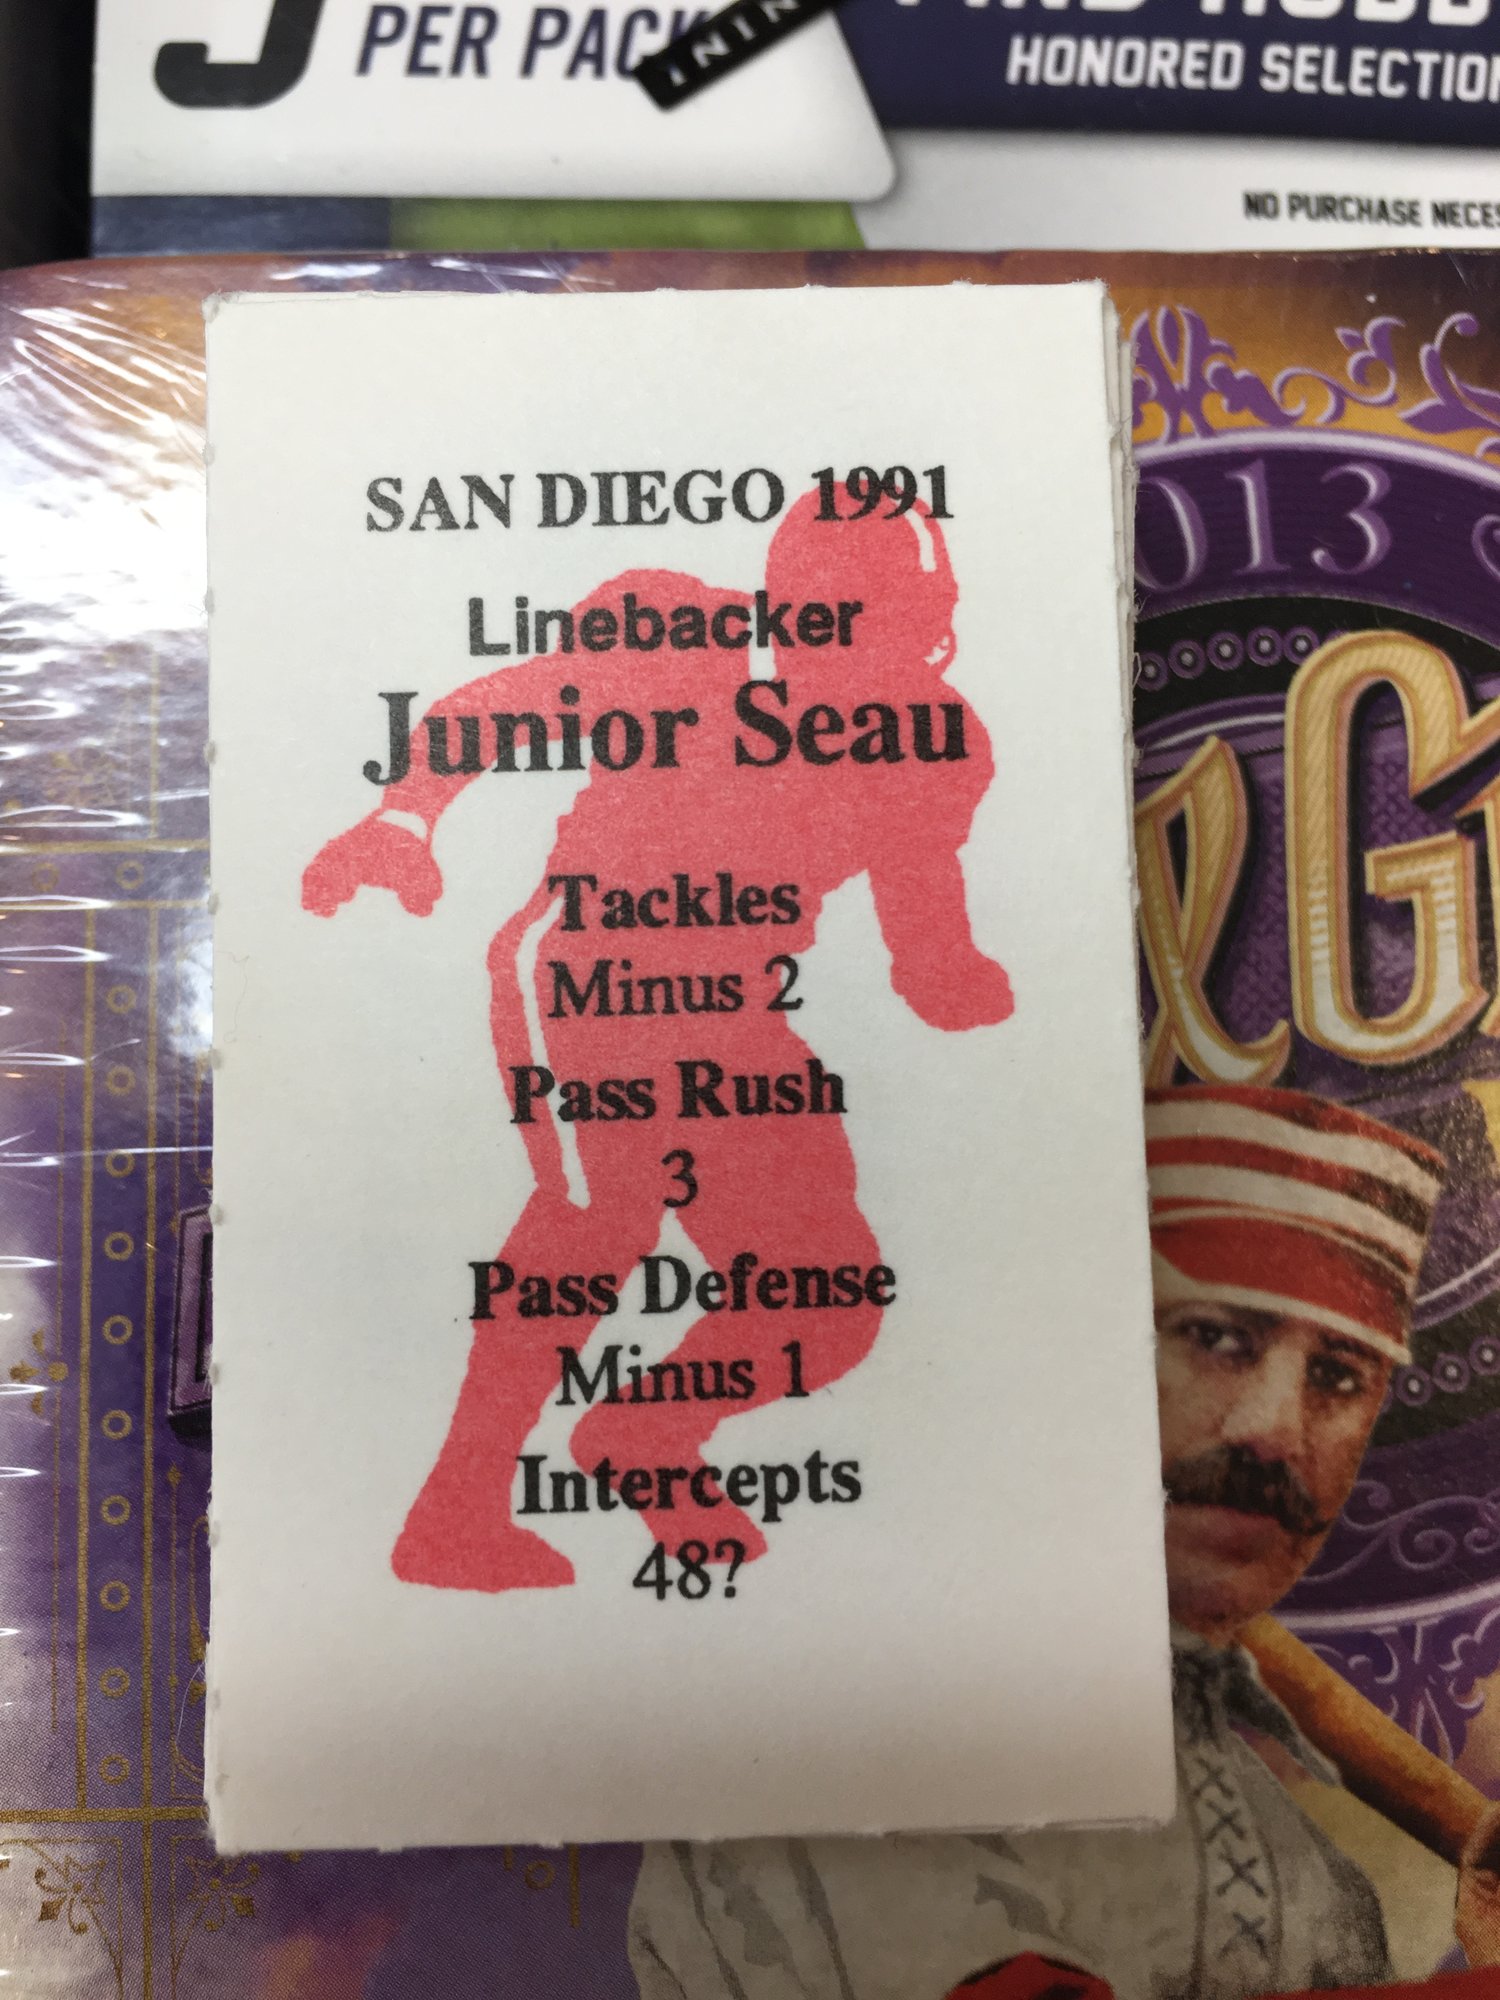 PER PACK
HONORED SELECTION
NO PURCHASE NECES
SAN DIEGO 1991
Linebacker
Junior Seau
Tackles
Minus 2
Pass Rush
3
Pass Defense
Minus 1
Intercepts
48?
2013